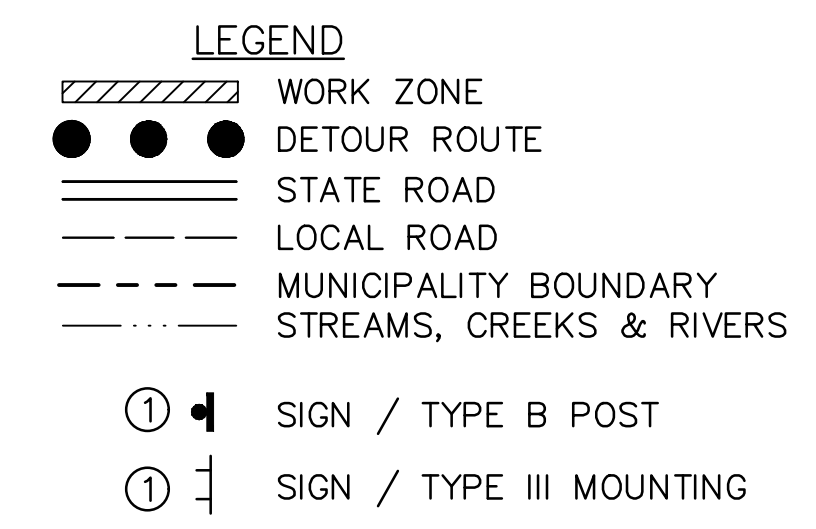 LEGEND
WORK ZONE
DETOUR ROUTE
STATE ROAD
LOCAL ROAD
MUNICIPALITY BOUNDARY
STREAMS, CREEKS & RIVERS
1 SIGN / TYPE B POST
1 SIGN / TYPE III MOUNTING